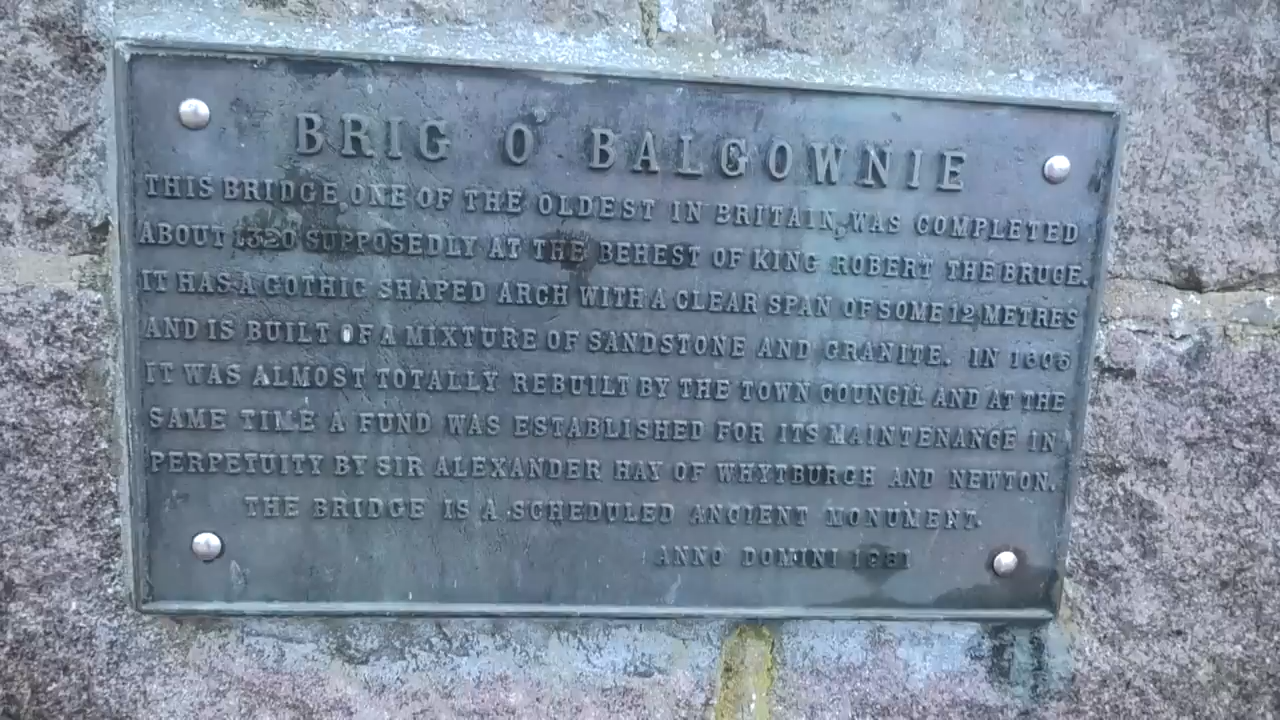 BRIG O' BALGOWNIE
THIS BRIDGE, ONE OF THE OLDEST IN BRITAIN, WAS COMPLETED
ABOUT 1320 SUPPOSEDLY AT THE BEHEST OF KING ROBERT THE BRUCE.
IT HAS A GOTHIC SHAPED ARCH WITH A CLEAR SPAN OF SOME 12 METRES
AND IS BUILT OF A MIXTURE OF SANDSTONE AND GRANITE. IN 1605
IT WAS ALMOST TOTALLY REBUILT BY THE TOWN COUNCIL AND AT THE
SAME TIME A FUND WAS ESTABLISHED FOR ITS MAINTENANCE IN
PERPETUITY BY SIR ALEXANDER HAY OF WHYTBURGH AND NEWTON.
THE BRIDGE IS A SCHEDULED ANCIENT MONUMENT.
ANNO DOMINI 1981